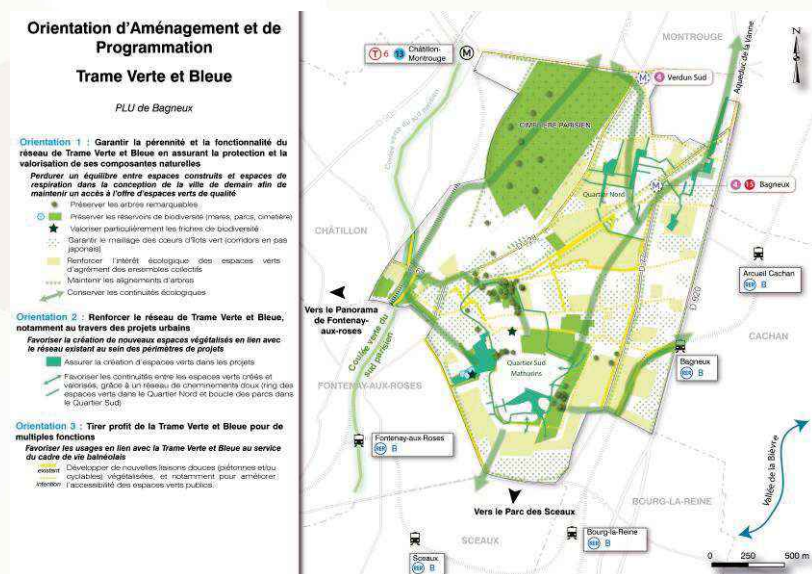 Orientation d'Aménagement et de
Programmation
Trame Verte et Bleue
PLU de Bagneux
Orientation 1 : Garantir la pérennité et la fonctionnalité du
réseau de Trame Verte et Bleue en assurant la protection et la
valorisation de ses composantes naturelles
Perdurer un équilibre entre espaces construits et espaces de
respiration dans la conception de la ville de demain afin de
maintenir un accès à l'offre d'espaces verts de qualité
Préserver les arbres remarquables
Préserver les réservoirs de biodiversité (mares, parcs, cimetière)
Valoriser particulièrement les friches de biodiversité
Garantir le maillage des cœurs d'îlots vert (corridors en pas
japonais)
Renforcer l'intérêt écologique des espaces verts
d'agrément des ensembles collectifs
Maintenir les alignements d'arbres
Conserver les continuités écologiques
Orientation 2 : Renforcer le réseau de Trame Verte et Bleue,
notamment au travers des projets urbains
Favoriser la création de nouveaux espaces végétalisés en lien avec
le réseau existant au sein des périmètres de projets
Assurer la création d'espaces verts dans les projets
Favoriser les continuités entre les espaces verts créés et
valorisés, grâce à un réseau de cheminements doux (ring des
espaces verts dans le Quartier Nord et boucle des parcs dans
le Quartier Sud)
Orientation 3 : Tirer profit de la Trame Verte et Bleue pour de
multiples fonctions
Favoriser les usages en lien avec la Trame Verte et Bleue au service
du cadre de vie balnéolais
existant
intention
Développer de nouvelles liaisons douces (piétonnes et/ou
cyclables) végétalisées, et notamment pour améliorer
l'accessibilité des espaces verts publics.
MONTROUGE
N
T 6 13 Châtillon-
Montrouge
M
M
4 Verdun Sud
Aqueduc de la Vanne
Coulée verte du sud parisien
CIMETIÈRE PARISIEN
Quartier Nord
M
4 15 Bagneux
CHÂTILLON
Arcueil Cachan
RER B
D 920
CACHAN
Vers le Panorama
de Fontenay-
aux-roses
Coulée verte du
sud parisien
Quartier Sud
Mathurins
Bagneux
RER B
FONTENAY-AUX-ROSES
Fontenay-aux-Roses
RER B
Vallée de la Bièvre
BOURG-LA-REINE
Vers le Parc des Sceaux
SCEAUX
Sceaux
RER B
Bourg-la-Reine
RER B
0 250 500 m